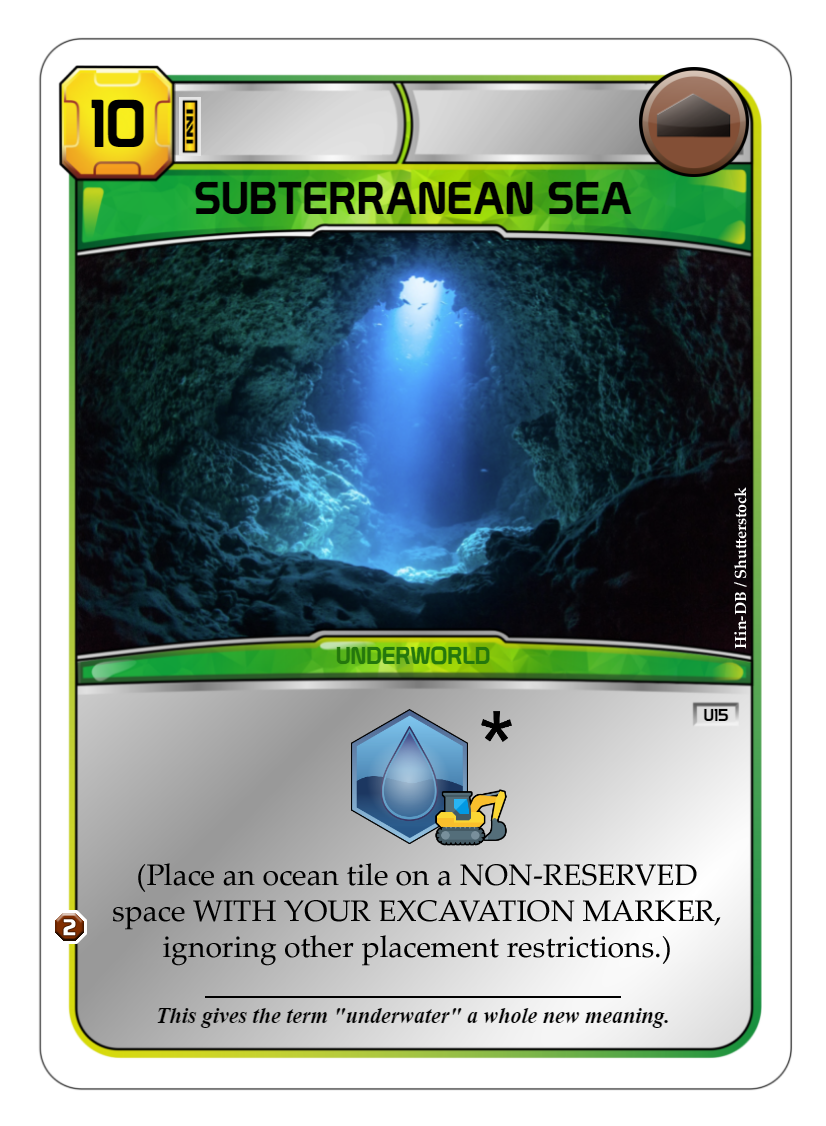 10
SUBTERRANEAN SEA
Hin-DB / Shutterstock
UNDERWORLD
U15
*
(Place an ocean tile on a NON-RESERVED
space WITH YOUR EXCAVATION MARKER,
2
ignoring other placement restrictions.)
This gives the term "underwater" a whole new meaning.